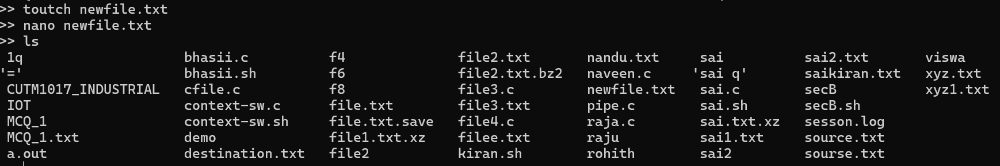 >> toutch newfile.txt
>> nano newfile.txt
>> ls
 1q                    bhasii.c          f4              file2.txt       nandu.txt     sai          sai2.txt       viswa
'='                    bhasii.sh         f6              file2.txt.bz2   naveen.c     'sai q'       saikiran.txt   xyz.txt
 CUTM1017_INDUSTRIAL   cfile.c           f8              file3.c         newfile.txt   sai.c        secB           xyz1.txt
 IOT                   context-sw.c      file.txt        file3.txt       pipe.c        sai.sh       secB.sh
 MCQ_1                 context-sw.sh     file.txt.save   file4.c         raja.c        sai.txt.xz   sesson.log
 MCQ_1.txt             demo              file1.txt.xz    filee.txt       raju          sai1.txt     source.txt
 a.out                 destination.txt   file2           kiran.sh        rohith        sai2         sourse.txt